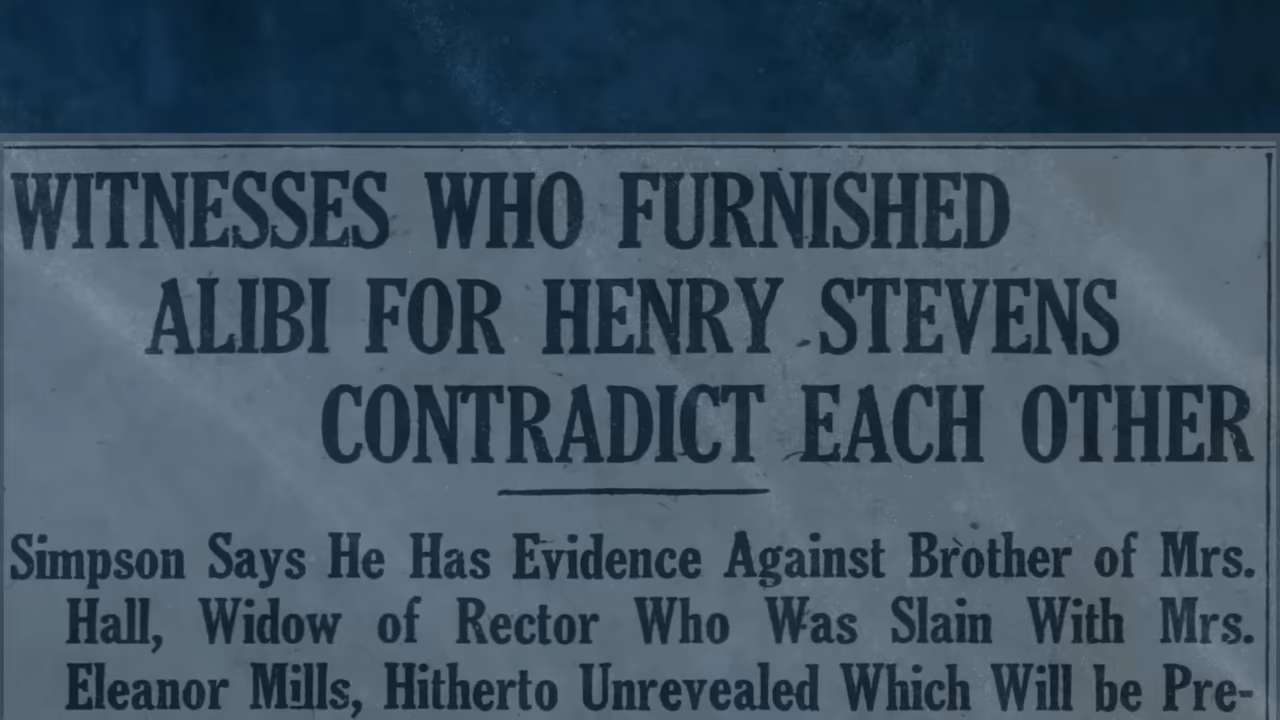 WITNESSES WHO FURNISHED
ALIBI FOR HENRY STEVENS
CONTRADICT EACH OTHER
Simpson Says He Has Evidence Against Brother of Mrs.
Hall, Widow of Rector Who Was Slain With Mrs.
Eleanor Mills, Hitherto Unrevealed Which Will be Pre-